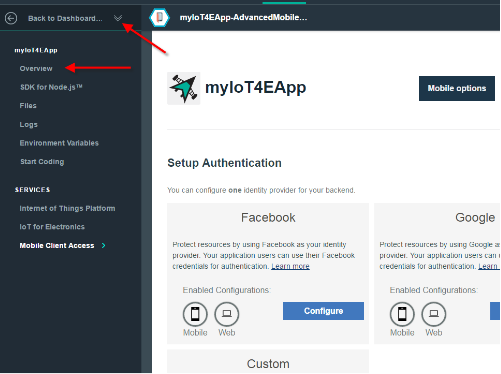 Back to Dashboard...
myIoT4EApp-AdvancedMobile...
myIoT4EApp
Overview
SDK for Node.js™
Files
Logs
Environment Variables
Start Coding
SERVICES
Internet of Things Platform
IoT for Electronics
Mobile Client Access
myIoT4EApp
Mobile options
Setup Authentication
You can configure one identity provider for your backend.
Facebook
Protect resources by using Facebook as your identity
provider. Your application users can use their Facebook
credentials for authentication. Learn more
Enabled Configurations:
Mobile
Web
Configure
Google
Protect resources by using Google as
provider. Your application users can u
credentials for authentication. Learn
Enabled Configurations:
Mobile
Web
Custom